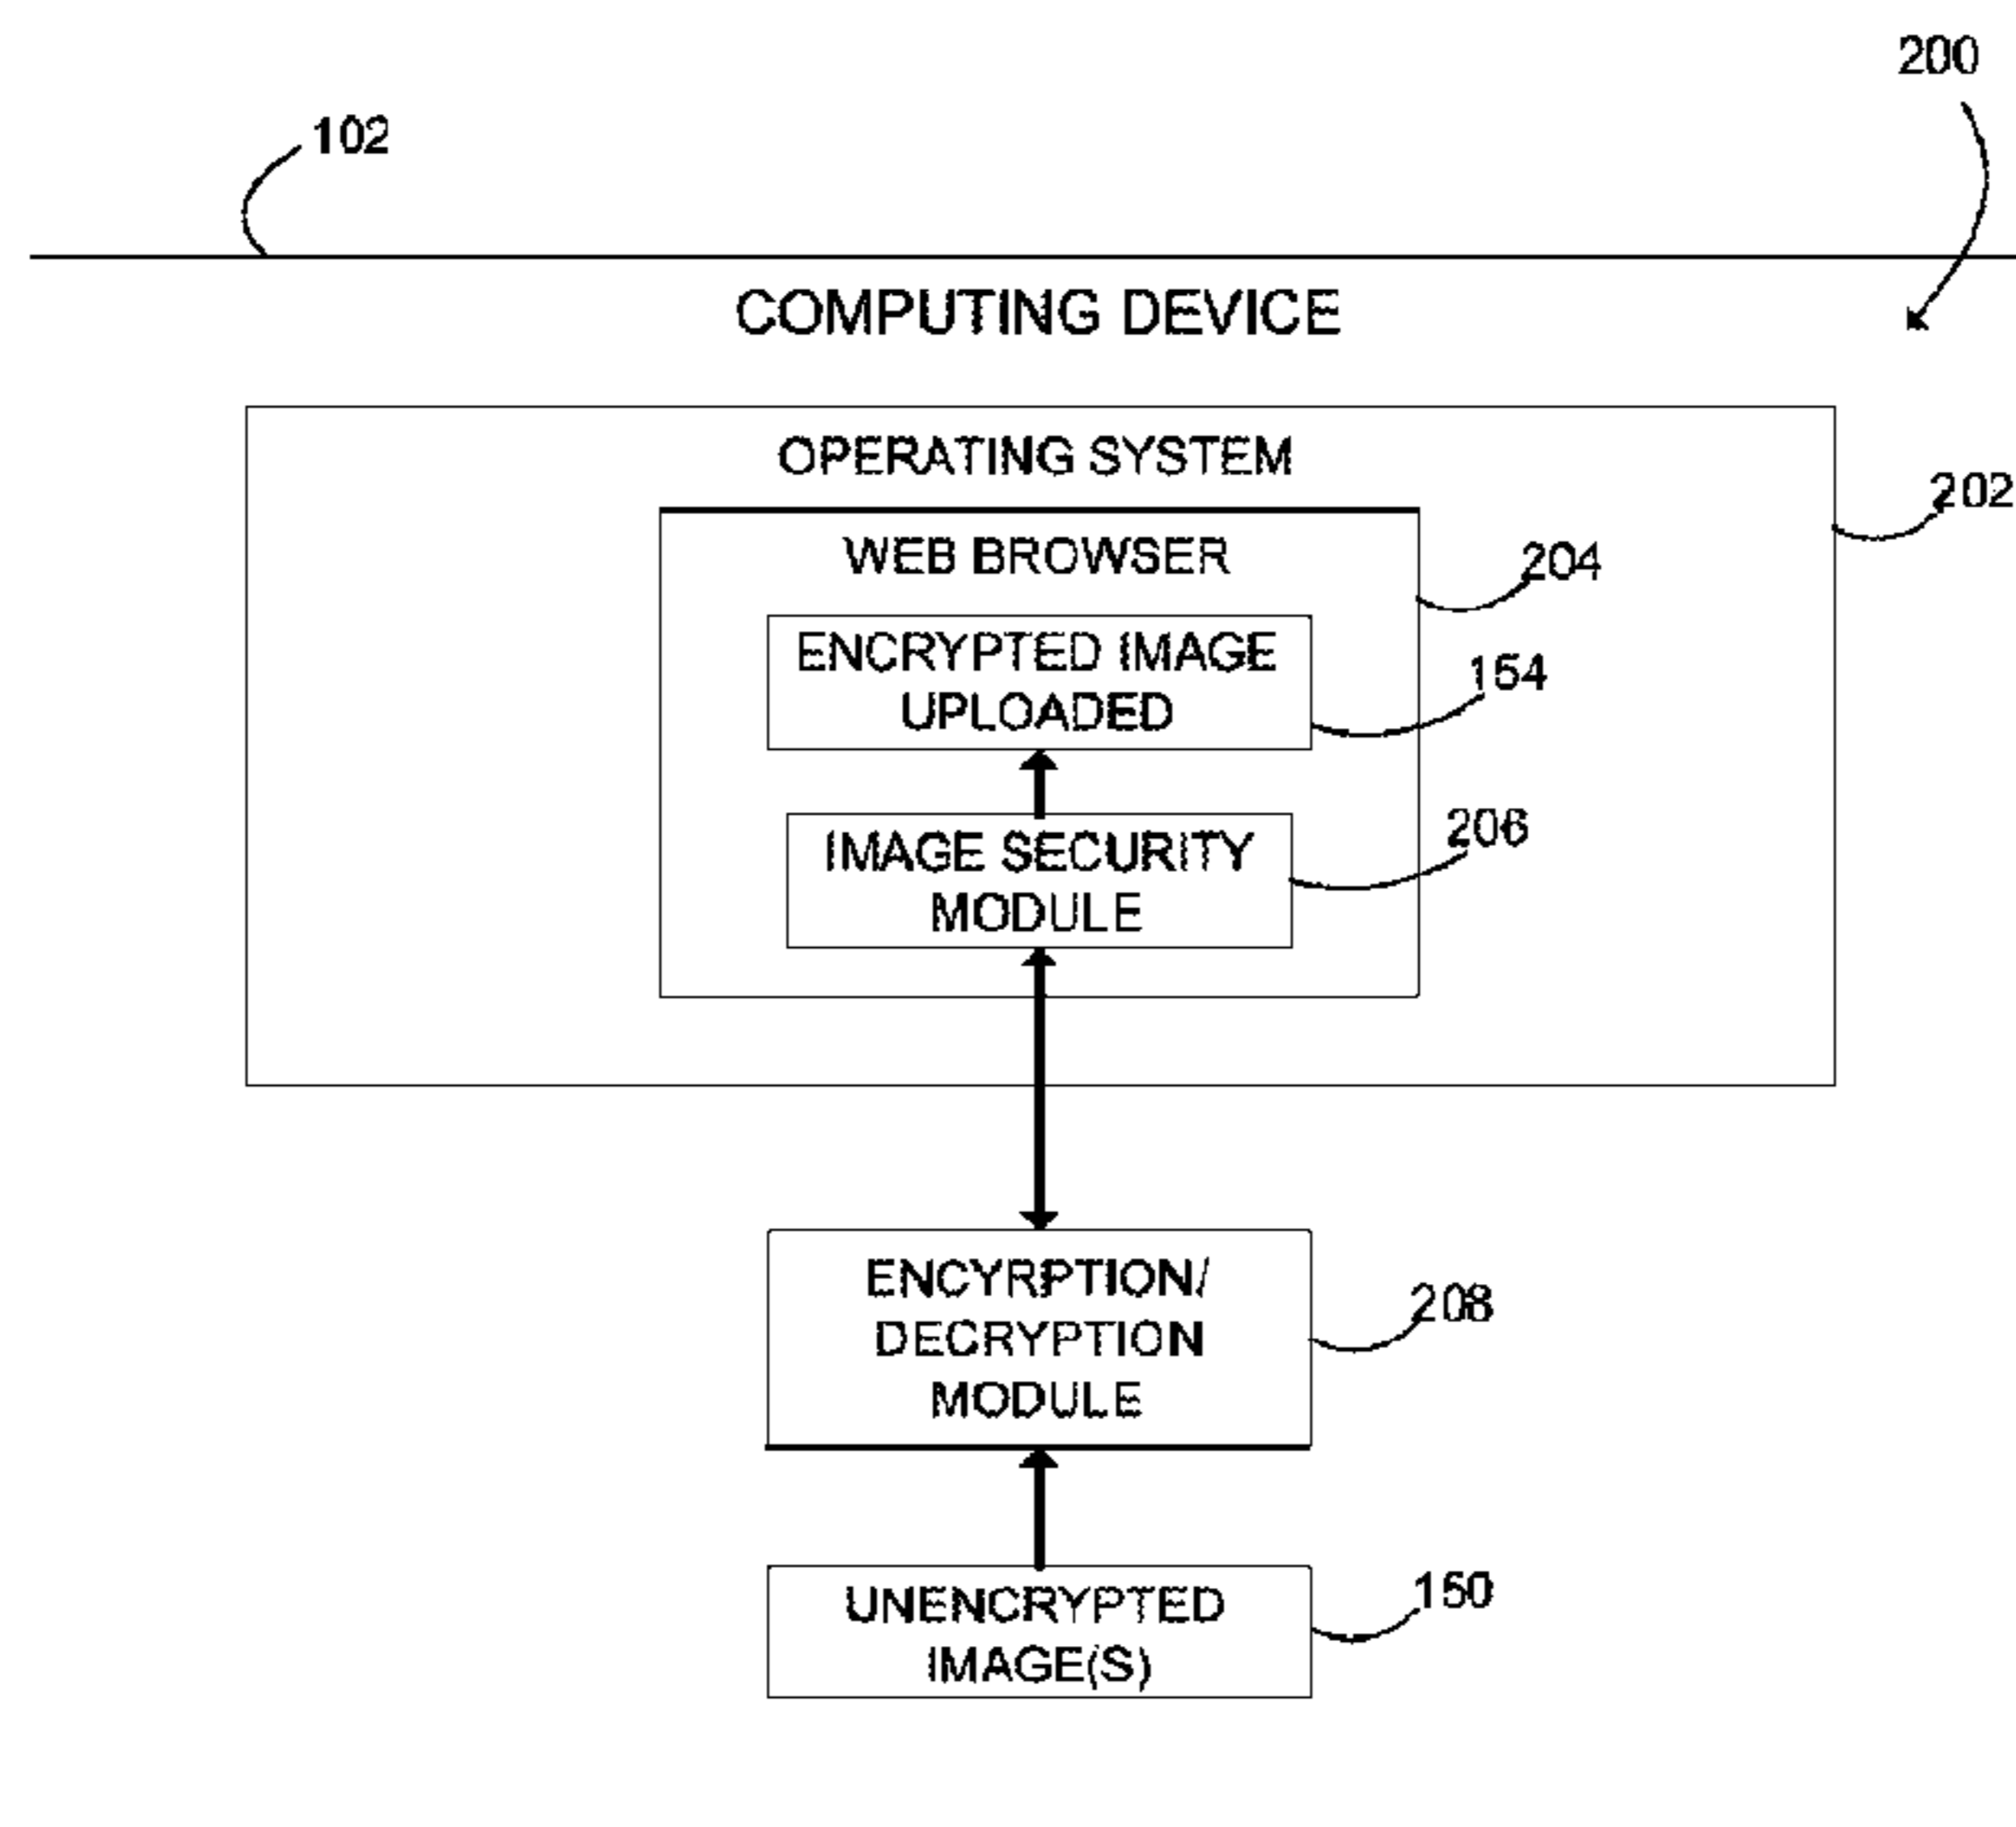 200
102
COMPUTING DEVICE
OPERATING SYSTEM
202
WEB BROWSER
204
ENCRYPTED IMAGE
UPLOADED
154
IMAGE SECURITY
MODULE
206
ENCYRPTION/
DECRYPTION
MODULE
208
UNENCRYPTED
IMAGE(S)
150